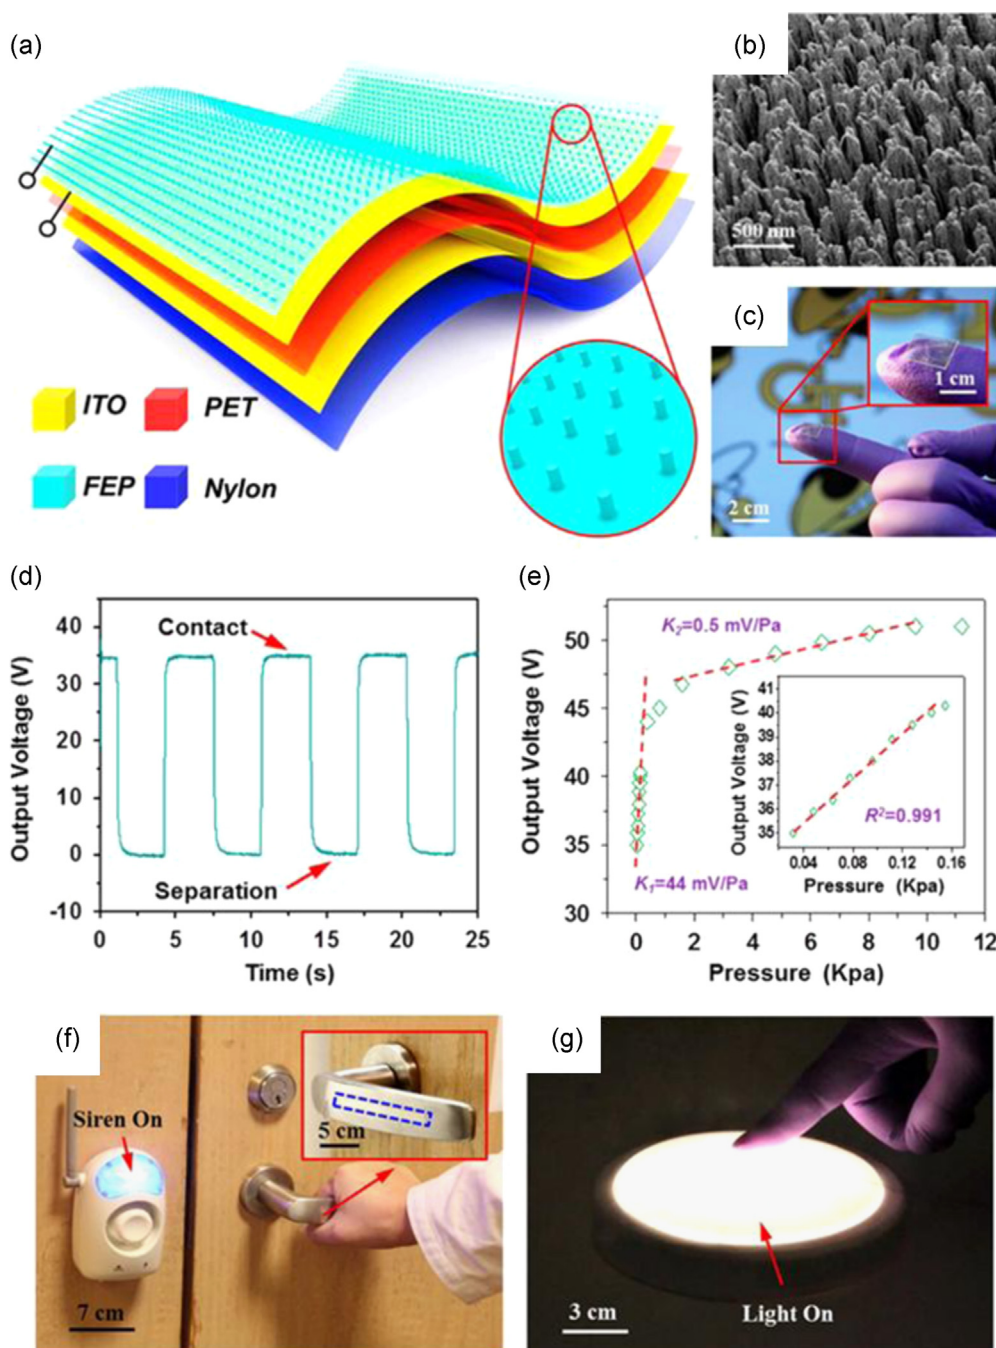 (a)
ITO
PET
FEP
Nylon
(b)
500 nm
(c)
1 cm
2 cm
(d)
Output Voltage (V)
40
30
20
10
0
-10
0
5
10
15
20
25
Time (s)
Contact
Separation
(e)
Output Voltage (V)
50
45
40
35
30
0
2
4
6
8
10
12
Pressure (Kpa)
K2=0.5 mV/Pa
K1=44 mV/Pa
Output Voltage (V)
41
40
39
38
37
36
35
0.04
0.08
0.12
0.16
Pressure (Kpa)
R²=0.991
(f)
Siren On
5 cm
7 cm
(g)
Light On
3 cm